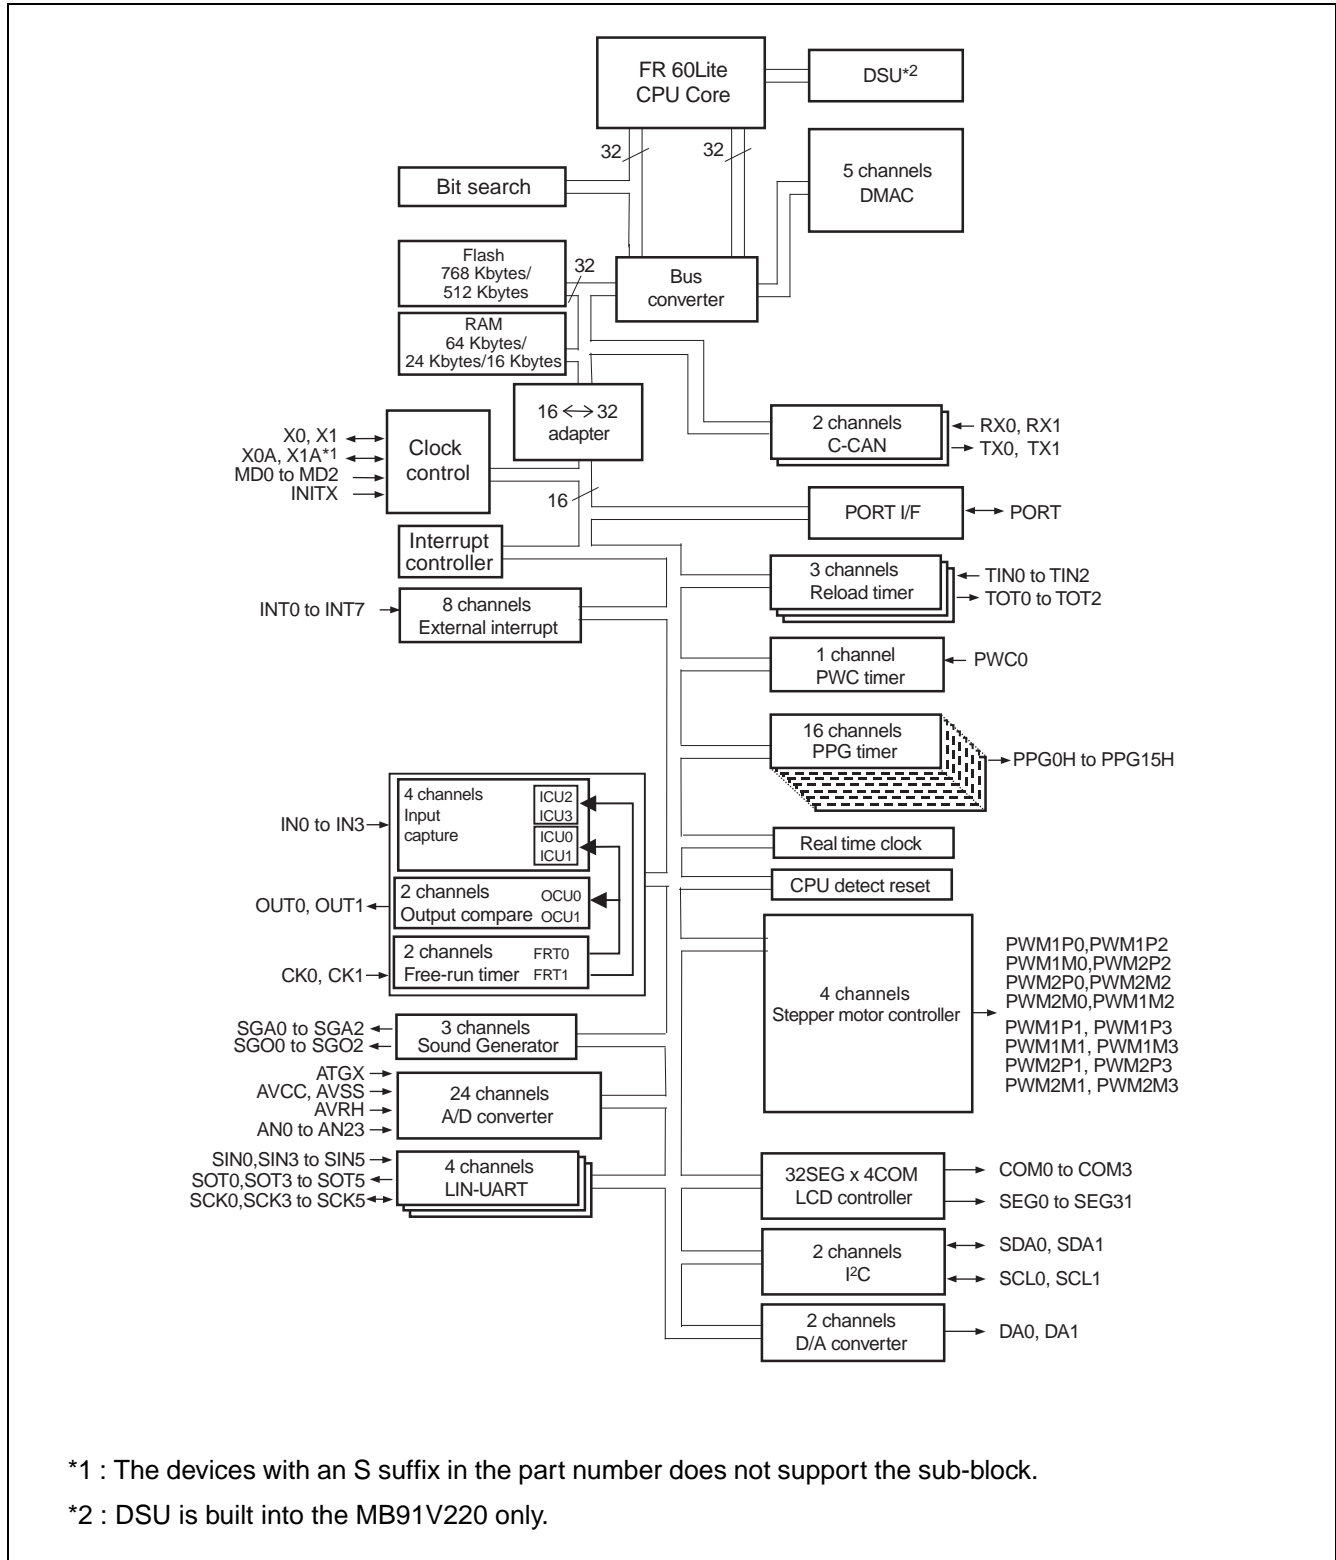 FR 60Lite
CPU Core
DSU*2
32
32
5 channels
DMAC
Bit search
Flash
768 Kbytes/
512 Kbytes
32
Bus
converter
RAM
64 Kbytes/
24 Kbytes/16 Kbytes
16 ↔ 32
adapter
2 channels
C-CAN
RX0, RX1
TX0, TX1
X0, X1
X0A, X1A*1
MD0 to MD2
INITX
Clock
control
16
PORT I/F
PORT
Interrupt
controller
3 channels
Reload timer
TIN0 to TIN2
TOT0 to TOT2
INT0 to INT7
8 channels
External interrupt
1 channel
PWC timer
PWC0
16 channels
PPG timer
PPG0H to PPG15H
IN0 to IN3
4 channels
Input
capture
ICU2
ICU3
ICU0
ICU1
Real time clock
CPU detect reset
OUT0, OUT1
2 channels
Output compare
OCU0
OCU1
CK0, CK1
2 channels
Free-run timer
FRT0
FRT1
4 channels
Stepper motor controller
PWM1P0,PWM1P2
PWM1M0,PWM2P2
PWM2P0,PWM2M2
PWM2M0,PWM1M2
PWM1P1, PWM1P3
PWM1M1, PWM1M3
PWM2P1, PWM2P3
PWM2M1, PWM2M3
SGA0 to SGA2
SGO0 to SGO2
3 channels
Sound Generator
ATGX
AVCC, AVSS
AVRH
AN0 to AN23
24 channels
A/D converter
SIN0,SIN3 to SIN5
SOT0,SOT3 to SOT5
SCK0,SCK3 to SCK5
4 channels
LIN-UART
32SEG x 4COM
LCD controller
COM0 to COM3
SEG0 to SEG31
2 channels
I2C
SDA0, SDA1
SCL0, SCL1
2 channels
D/A converter
DA0, DA1
*1 : The devices with an S suffix in the part number does not support the sub-block.
*2 : DSU is built into the MB91V220 only.